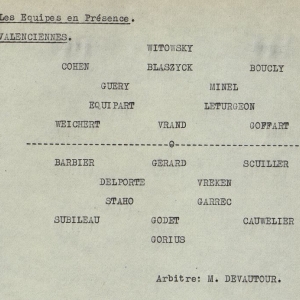 Les Equipes en Présence.
VALENCIENNES.
WITOWSKY
COHEN BLASZYCK BOUCLY
GUERY MINEL
EQUIPART LETURGEON
WEICHERT VRAND GOFFART
BARBIER GERARD SCUILLER
DELPORTE VREKEN
STAHO GARREC
SUBILEAU GODET CAUWELIER
GORIUS
Arbitre: M. DEVAUTOUR.